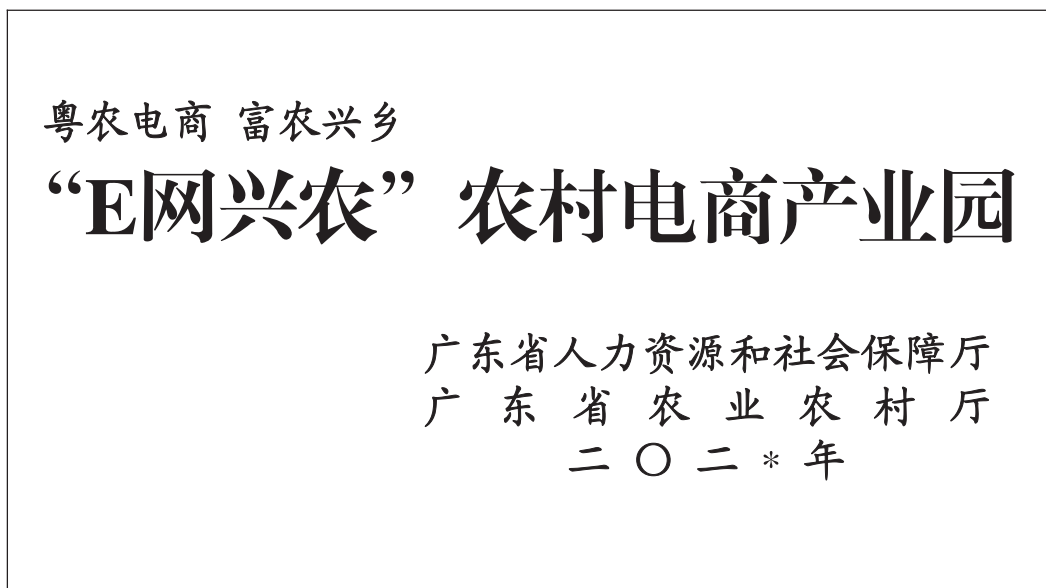 粤农电商 富农兴乡
“E网兴农”农村电商产业园
广东省人力资源和社会保障厅
广东省农业农村厅
二〇二*年